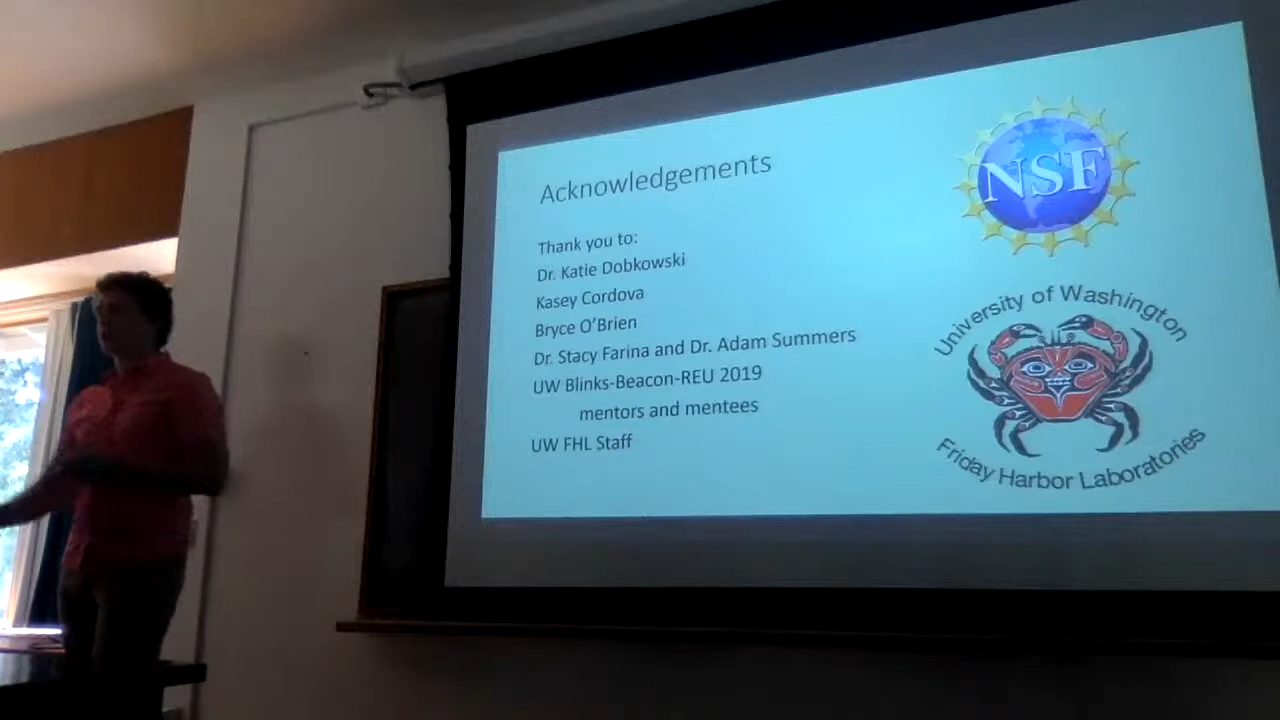 Acknowledgements
Thank you to:
Dr. Katie Dobkowski
Kasey Cordova
Bryce O'Brien
Dr. Stacy Farina and Dr. Adam Summers
UW Blinks-Beacon-REU 2019
mentors and mentees
UW FHL Staff
NSF
University of Washington
Friday Harbor Laboratories